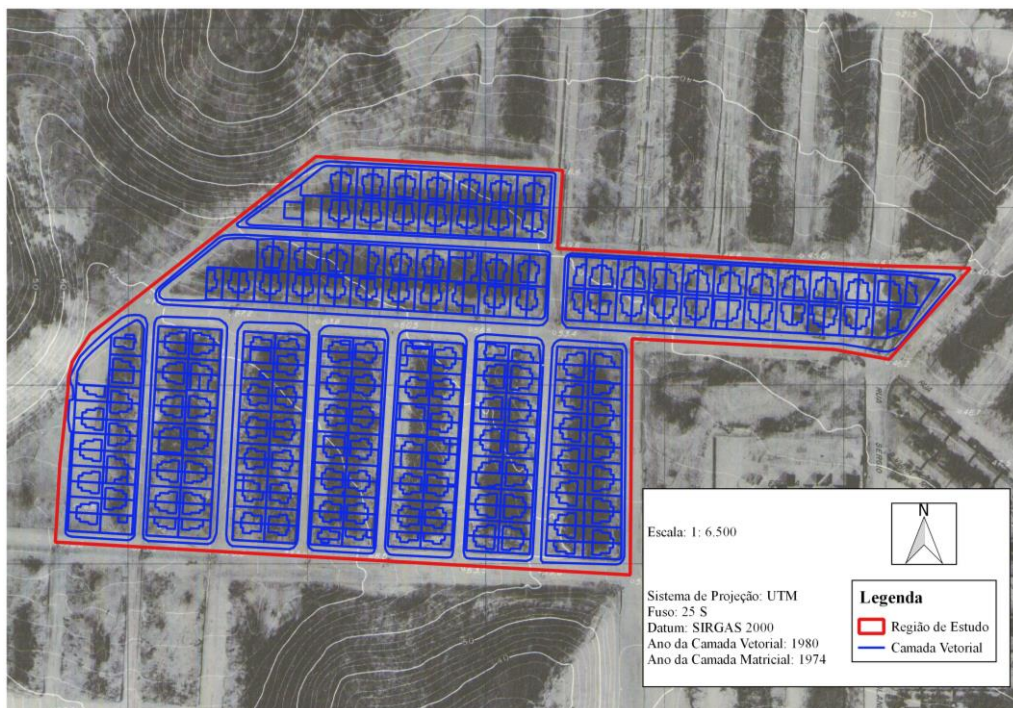 Escala: 1: 6.500
N
Sistema de Projeção: UTM
Fuso: 25 S
Datum: SIRGAS 2000
Ano da Camada Vetorial: 1980
Ano da Camada Matricial: 1974
Legenda
Região de Estudo
Camada Vetorial